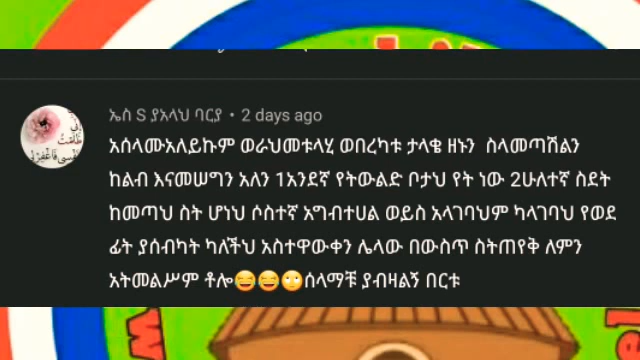 ኤስ S ያአላህ ባርያ • 2 days ago
አሰላሙአለይኩም ወራህመቱላሂ ወበረካቱ ታላቄ ዘኑን ስላመጣሽልን
ከልብ እናመሠግን አለን 1አንደኛ የትውልድ ቦታህ የት ነው 2ሁለተኛ ስደት
ከመጣህ ስት ሆነህ ሶስተኛ አግብተሀል ወይስ አላገባህም ካላገባህ የወደ
ፊት ያሰብካት ካለችህ አስተዋውቀን ሌላው በውስጥ ስትጠየቅ ለምን
አትመልሥም ቶሎ😂😂🙄ሰላማቹ ያብዛልኝ በርቱ